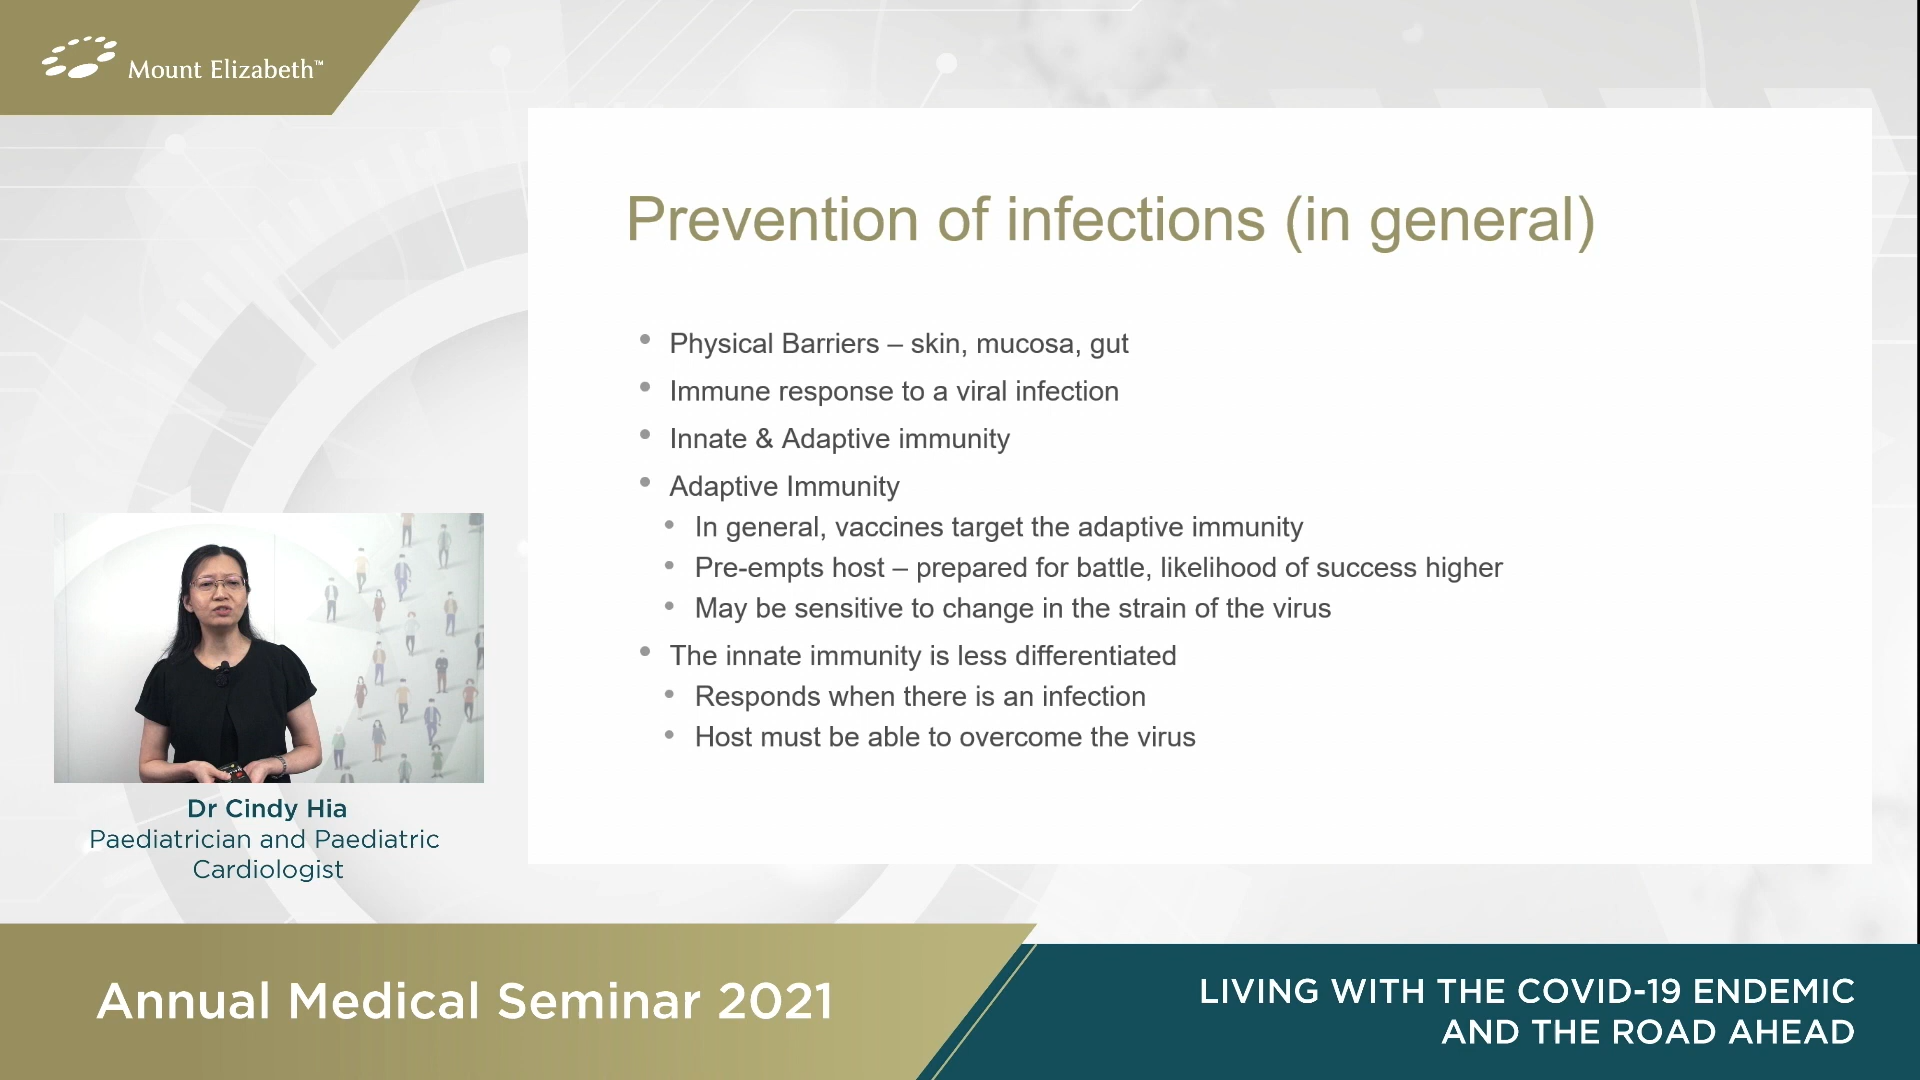 Mount Elizabeth™
Prevention of infections (in general)
• Physical Barriers – skin, mucosa, gut
• Immune response to a viral infection
• Innate & Adaptive immunity
• Adaptive Immunity
• In general, vaccines target the adaptive immunity
• Pre-empts host – prepared for battle, likelihood of success higher
• May be sensitive to change in the strain of the virus
• The innate immunity is less differentiated
• Responds when there is an infection
• Host must be able to overcome the virus
Dr Cindy Hia
Paediatrician and Paediatric
Cardiologist
Annual Medical Seminar 2021
LIVING WITH THE COVID-19 ENDEMIC
AND THE ROAD AHEAD